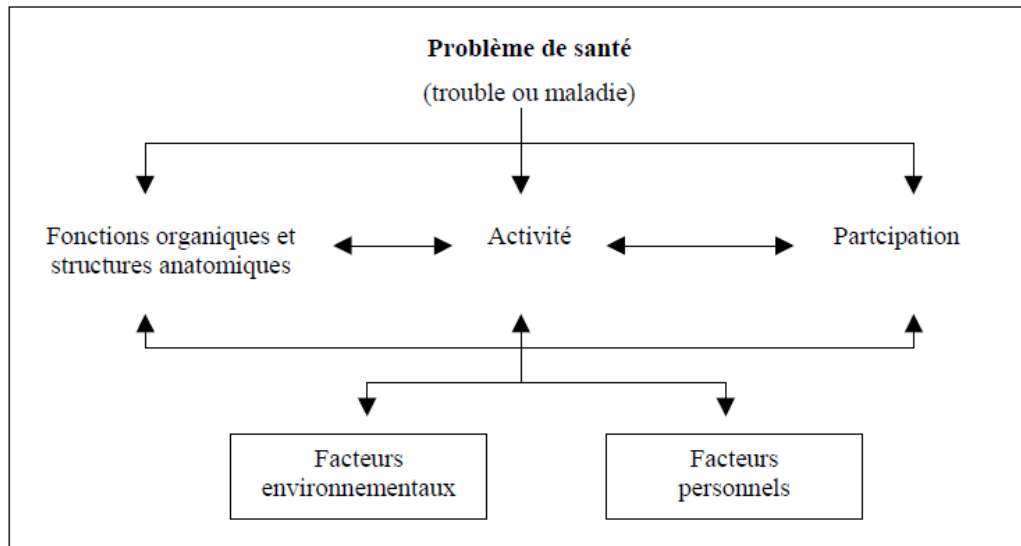 Problème de santé
(trouble ou maladie)
Fonctions organiques et
structures anatomiques
Activité
Partcipation
Facteurs
environnementaux
Facteurs
personnels